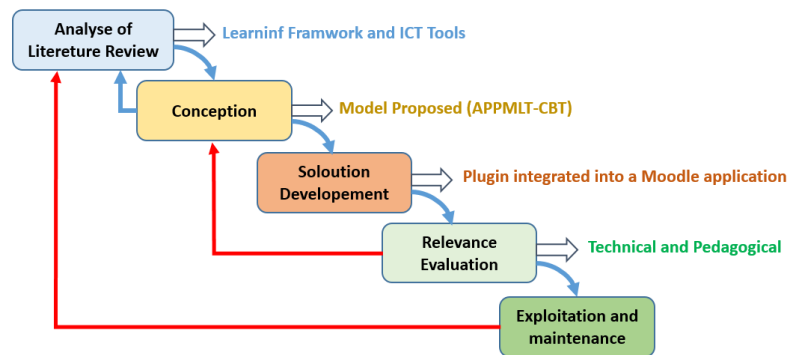 Analyse of
Litereture Review
Learninf Framwork and ICT Tools
Conception
Model Proposed (APPMLT-CBT)
Soloution
Developement
Plugin integrated into a Moodle application
Relevance
Evaluation
Technical and Pedagogical
Exploitation and
maintenance